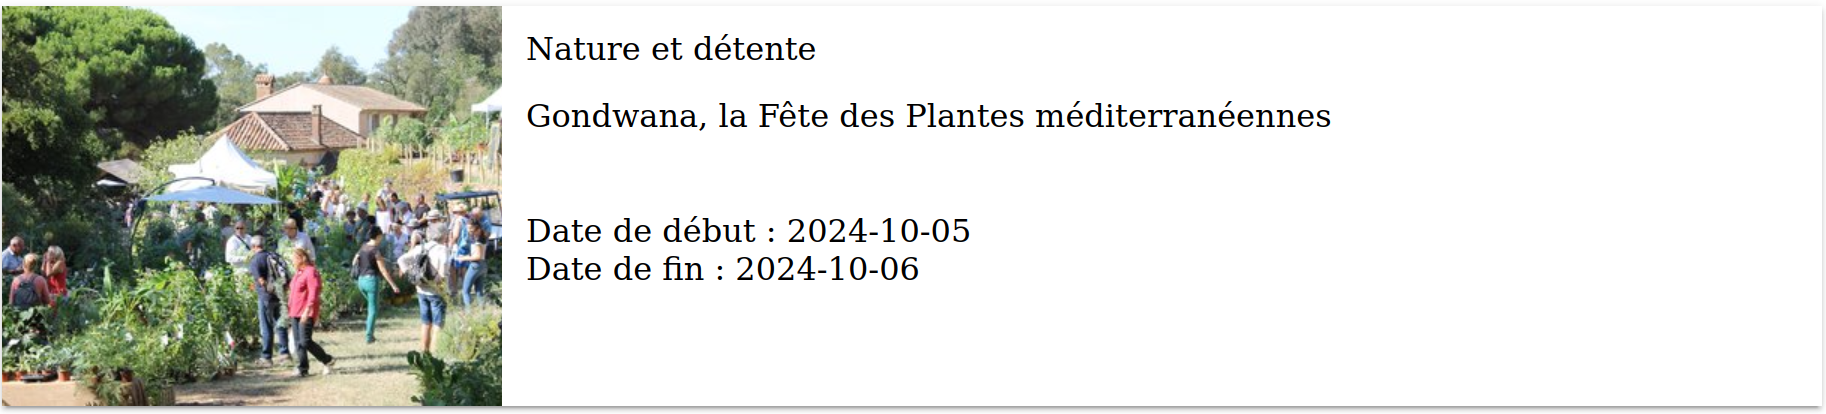 Nature et détente
Gondwana, la Fête des Plantes méditerranéennes
Date de début : 2024-10-05
Date de fin : 2024-10-06